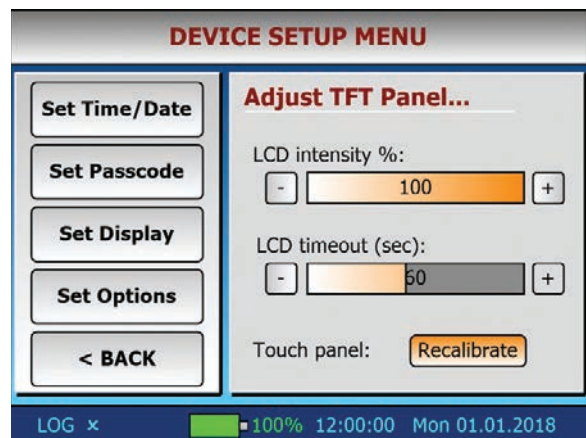 DEVICE SETUP MENU
Set Time/Date
Set Passcode
Set Display
Set Options
< BACK
Adjust TFT Panel...
LCD intensity %:
- 100 +
LCD timeout (sec):
- 60 +
Touch panel: Recalibrate
LOG × 100% 12:00:00 Mon 01.01.2018